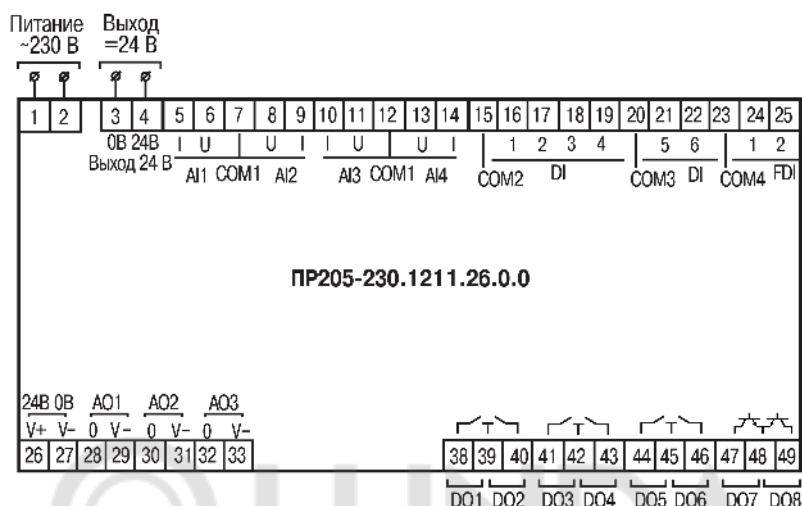 Питание Выход
~230 В =24 В
1 2 3 4 5 6 7 8 9 10 11 12 13 14 15 16 17 18 19 20 21 22 23 24 25
0В 24В I U U I I U U I 1 2 3 4 5 6 1 2
Выход 24 В AI1 COM1 AI2 AI3 COM1 AI4 COM2 DI COM3 DI COM4 FDI
ПР205-230.1211.26.0.0
24В 0В AO1 AO2 AO3
V+ V- 0 V- 0 V- 0 V-
26 27 28 29 30 31 32 33 38 39 40 41 42 43 44 45 46 47 48 49
DO1 DO2 DO3 DO4 DO5 DO6 DO7 DO8